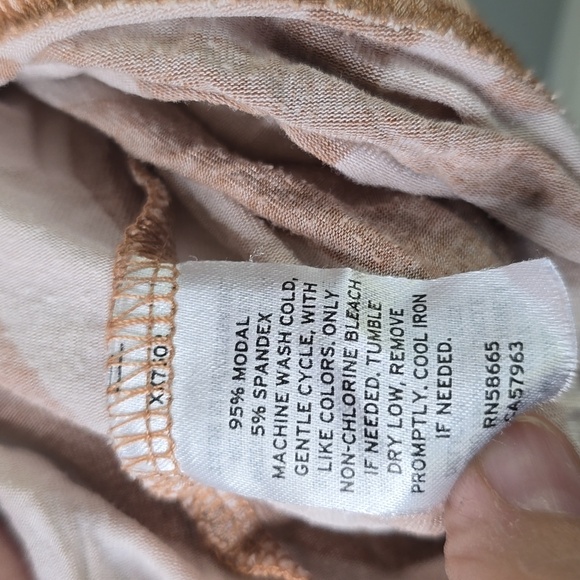 95% MODAL
5% SPANDEX
MACHINE WASH COLD,
GENTLE CYCLE, WITH
LIKE COLORS. ONLY
NON-CHLORINE BLEACH
IF NEEDED. TUMBLE
DRY LOW, REMOVE
PROMPTLY. COOL IRON
IF NEEDED.
RN58665